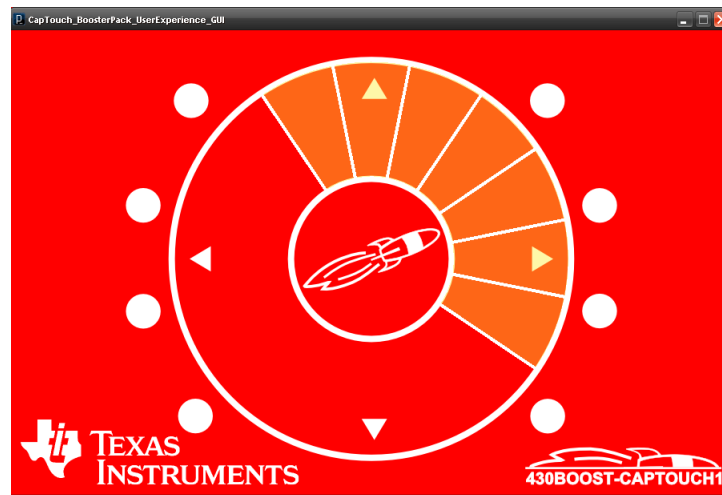 CapTouch_BoosterPack_UserExperience_GUI
TEXAS
INSTRUMENTS
430BOOST-CAPTOUCH1